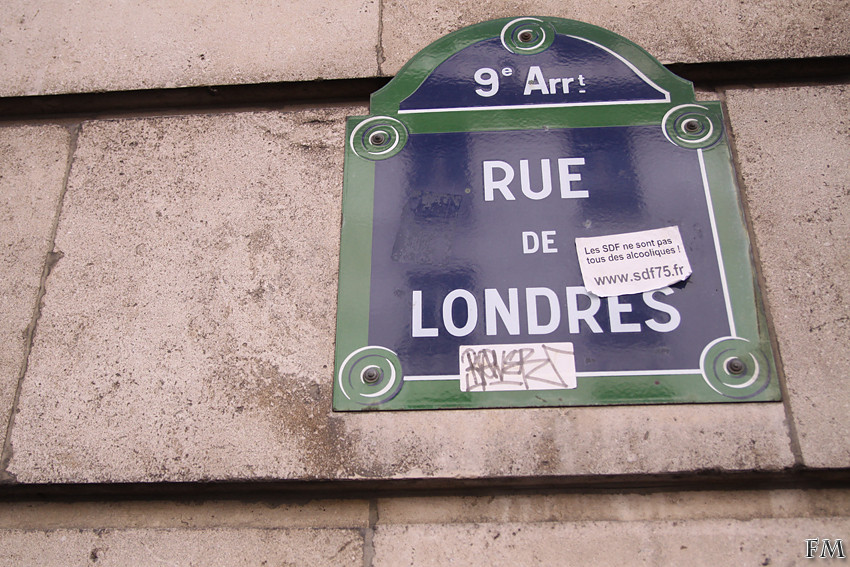 9e Arrt
RUE
DE
LONDRES
Les SDF ne sont pas
tous des alcooliques !
www.sdf75.fr
FM